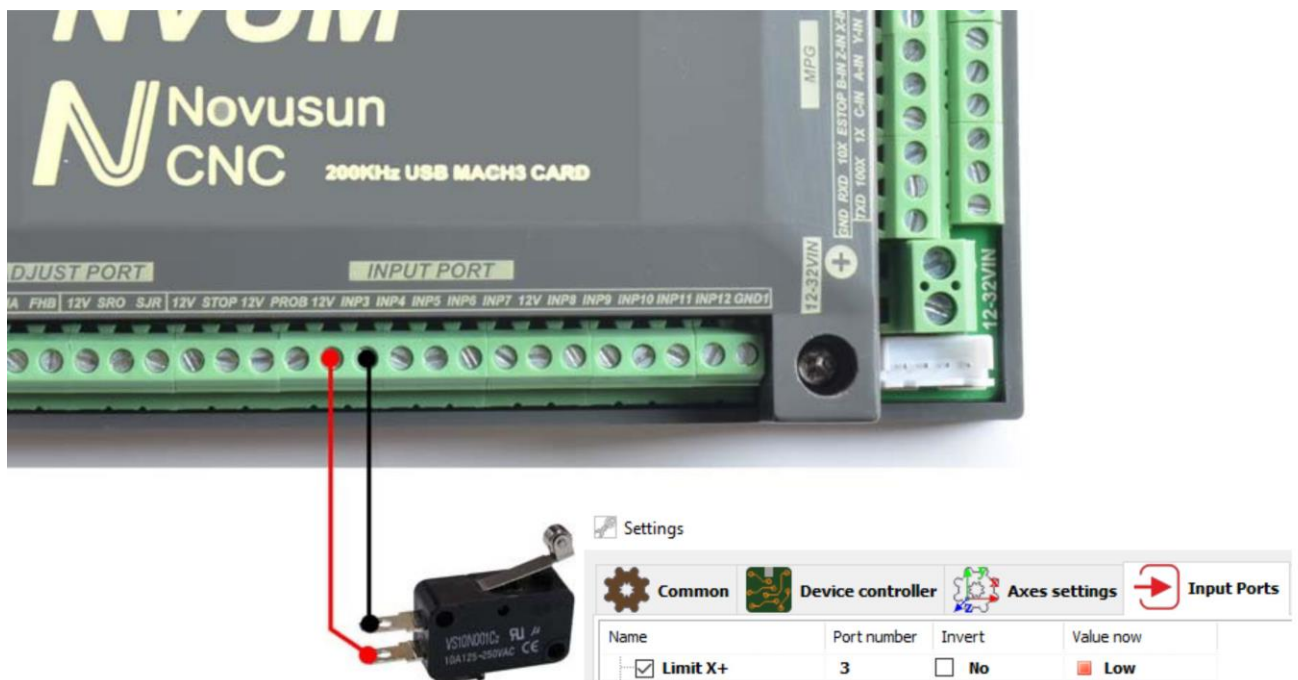 NVUM
Novusun
CNC 200KHz USB MACH3 CARD
MPG
GND RXD 10X ESTOP B-IN Z-IN X-IN
TXD 100X 1X C-IN A-IN Y-IN
12-32VIN
12-32VIN
ADJUST PORT
INPUT PORT
FHB 12V SRO SJR 12V STOP 12V PROB 12V INP3 INP4 INP5 INP6 INP7 12V INP8 INP9 INP10 INP11 INP12 GND1
VS10N001C2
10A125-250VAC CE
Settings
Common Device controller Axes settings Input Ports
Name Port number Invert Value now
Limit X+ 3 No Low